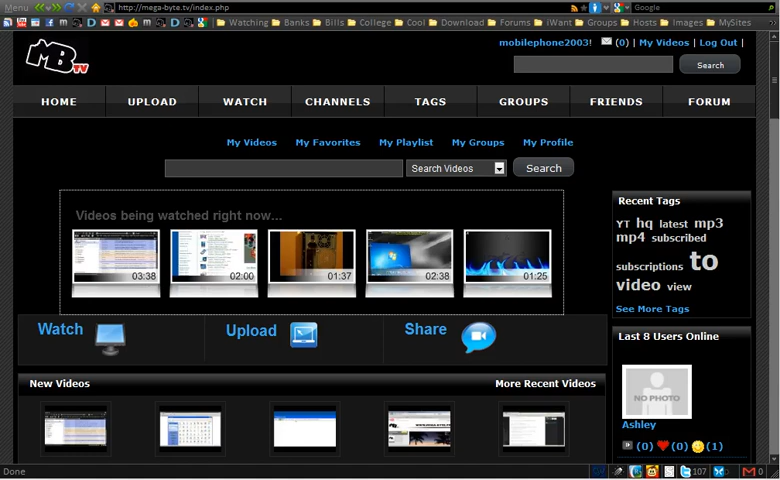 Menu http://mega-byte.tv/index.php Google
Watching Banks Bills College Cool Download Forums iWant Groups Hosts Images MySites
MB TV
mobilephone2003! (0) | My Videos | Log Out |
Search
HOME UPLOAD WATCH CHANNELS TAGS GROUPS FRIENDS FORUM
My Videos My Favorites My Playlist My Groups My Profile
Search Videos Search
Videos being watched right now...
03:38 02:00 01:37 02:38 01:25
Recent Tags
YT hq latest mp3
mp4 subscribed
subscriptions to
video view
See More Tags
Watch Upload Share
Last 8 Users Online
NO PHOTO
Ashley
(0) (0) (1)
New Videos More Recent Videos
Done 107 0